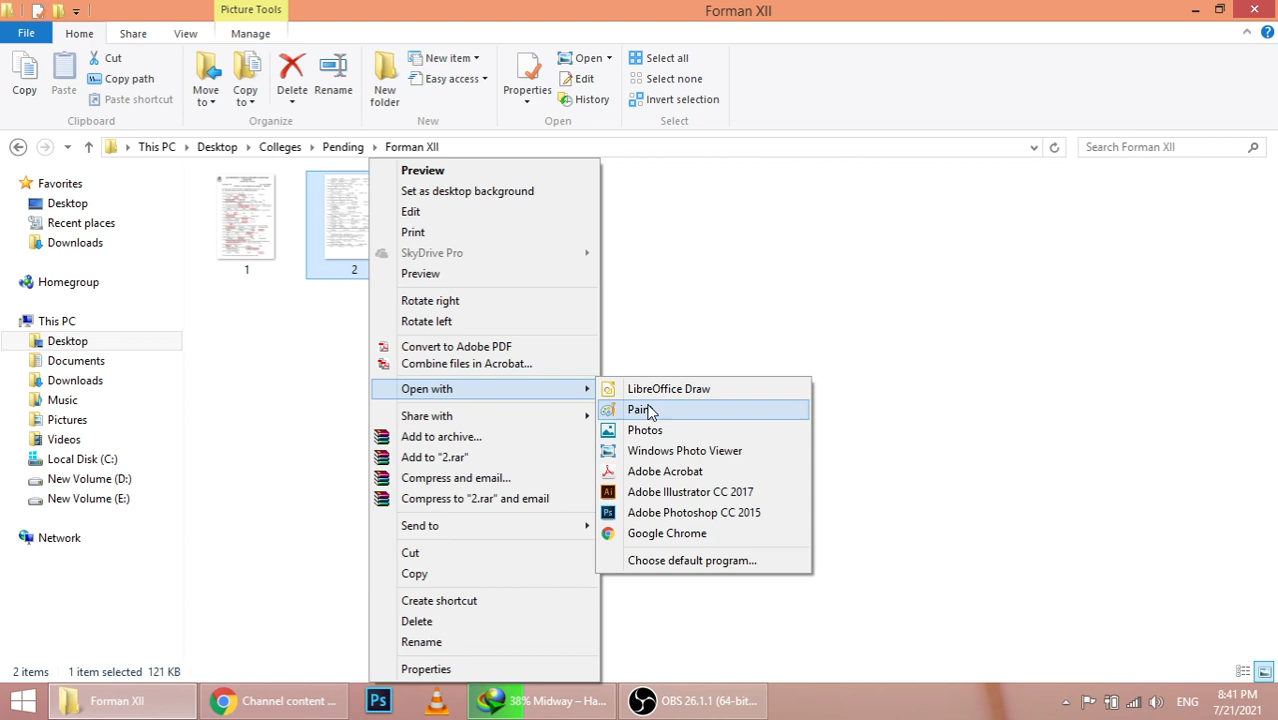 Picture Tools
Forman XII
File
Home
Share
View
Manage
Copy
Paste
Cut
Copy path
Paste shortcut
Clipboard
Move to
Copy to
Delete
Rename
Organize
New folder
New item
Easy access
New
Properties
Open
Edit
History
Open
Select all
Select none
Invert selection
Select
This PC
Desktop
Colleges
Pending
Forman XII
Search Forman XII
Favorites
Desktop
Recent places
Downloads
Homegroup
This PC
Desktop
Documents
Downloads
Music
Pictures
Videos
Local Disk (C:)
New Volume (D:)
New Volume (E:)
Network
1
2
Preview
Set as desktop background
Edit
Print
SkyDrive Pro
Preview
Rotate right
Rotate left
Convert to Adobe PDF
Combine files in Acrobat...
Open with
Share with
Add to archive...
Add to "2.rar"
Compress and email...
Compress to "2.rar" and email
Send to
Cut
Copy
Create shortcut
Delete
Rename
Properties
LibreOffice Draw
Paint
Photos
Windows Photo Viewer
Adobe Acrobat
Adobe Illustrator CC 2017
Adobe Photoshop CC 2015
Google Chrome
Choose default program...
2 items
1 item selected 121 KB
Forman XII
Channel content ...
Ps
38% Midway – Ha...
OBS 26.1.1 (64-bit...
ENG
8:41 PM
7/21/2021